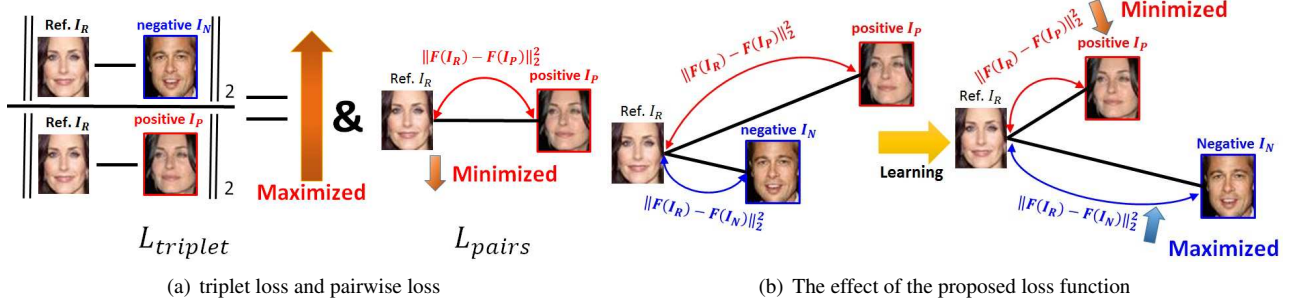 Ref. I_R
negative I_N
2
Ref. I_R
positive I_P
2
Maximized
L_triplet
&
‖F(I_R) − F(I_P)‖₂²
Ref. I_R
positive I_P
Minimized
L_pairs
(a) triplet loss and pairwise loss
‖F(I_R) − F(I_P)‖₂²
positive I_P
Ref. I_R
negative I_N
‖F(I_R) − F(I_N)‖₂²
Learning
Minimized
‖F(I_R) − F(I_P)‖₂²
positive I_P
Ref. I_R
Negative I_N
‖F(I_R) − F(I_N)‖₂²
Maximized
(b) The effect of the proposed loss function